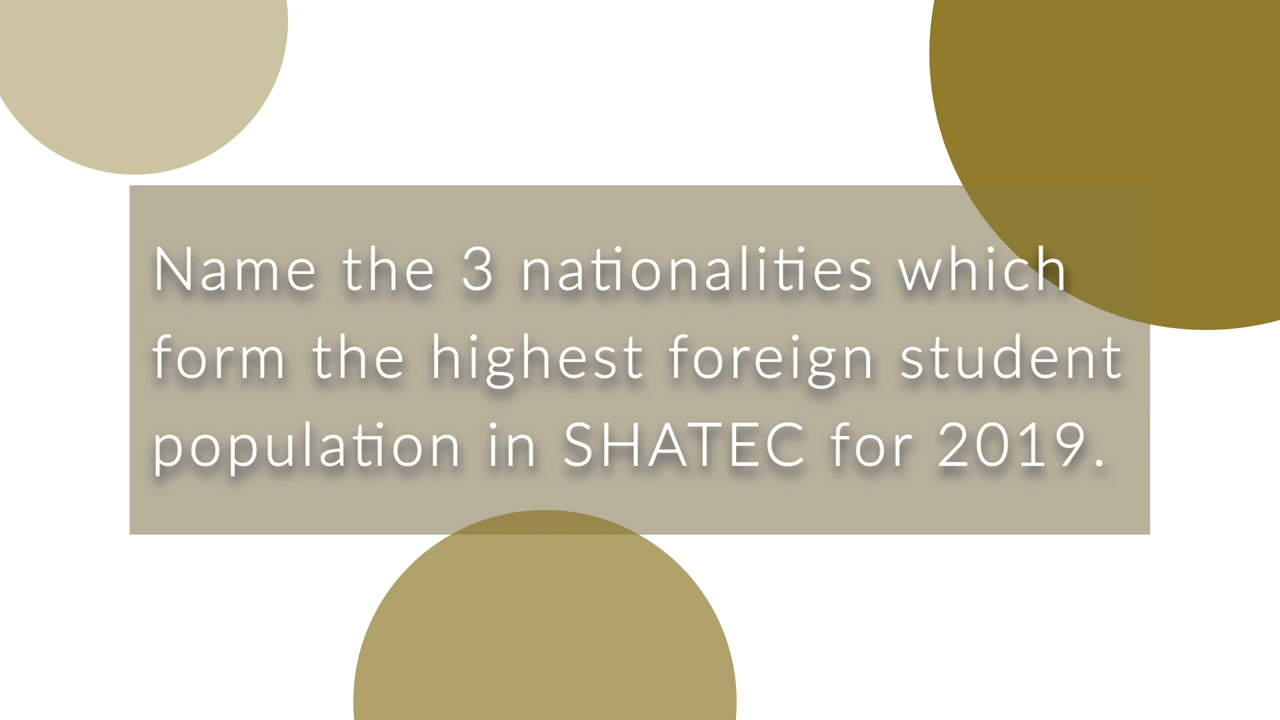 Name the 3 nationalities which
form the highest foreign student
population in SHATEC for 2019.